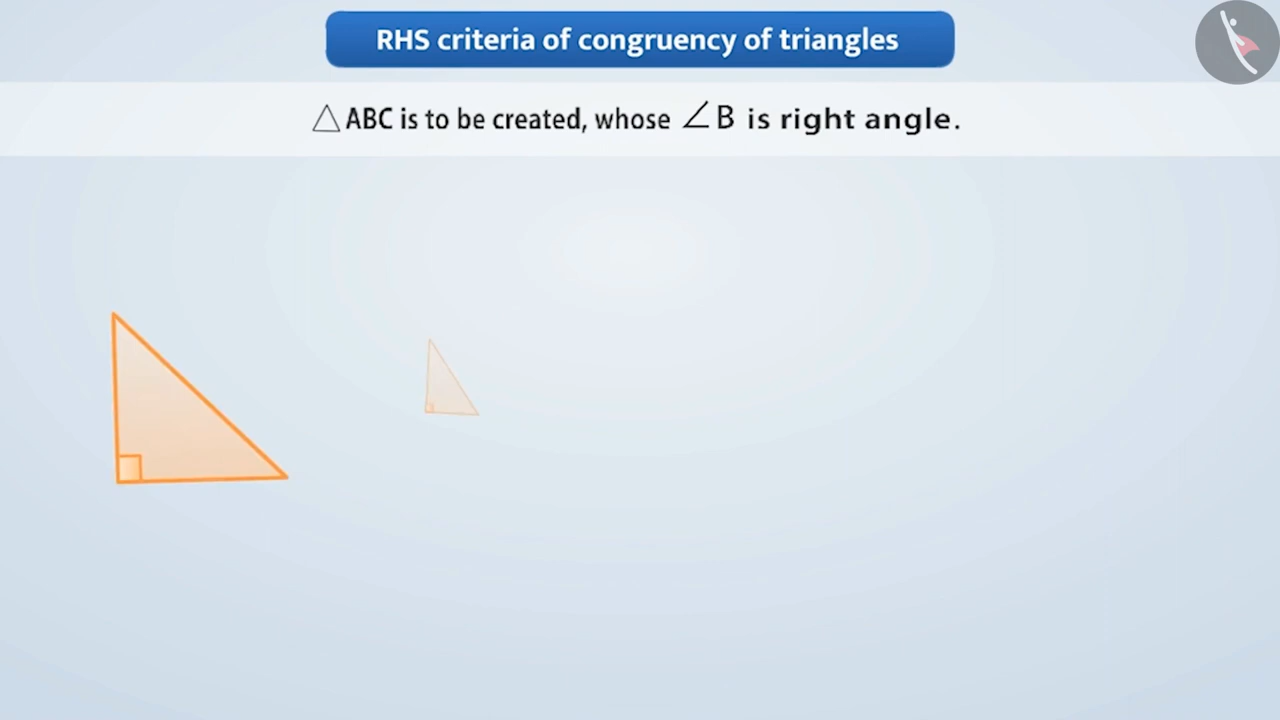 RHS criteria of congruency of triangles
△ABC is to be created, whose ∠B is right angle.